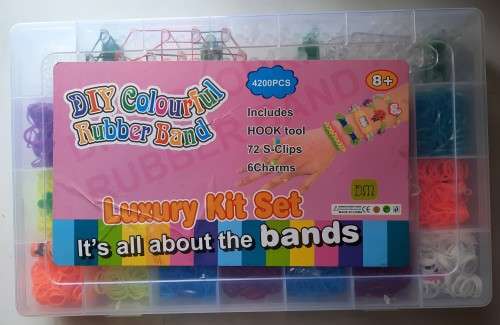 DIY Colourful
Rubber Band
4200PCS
8+
Includes
HOOK tool
72 S-Clips
6Charms
BM
Luxury Kit Set
It's all about the bands